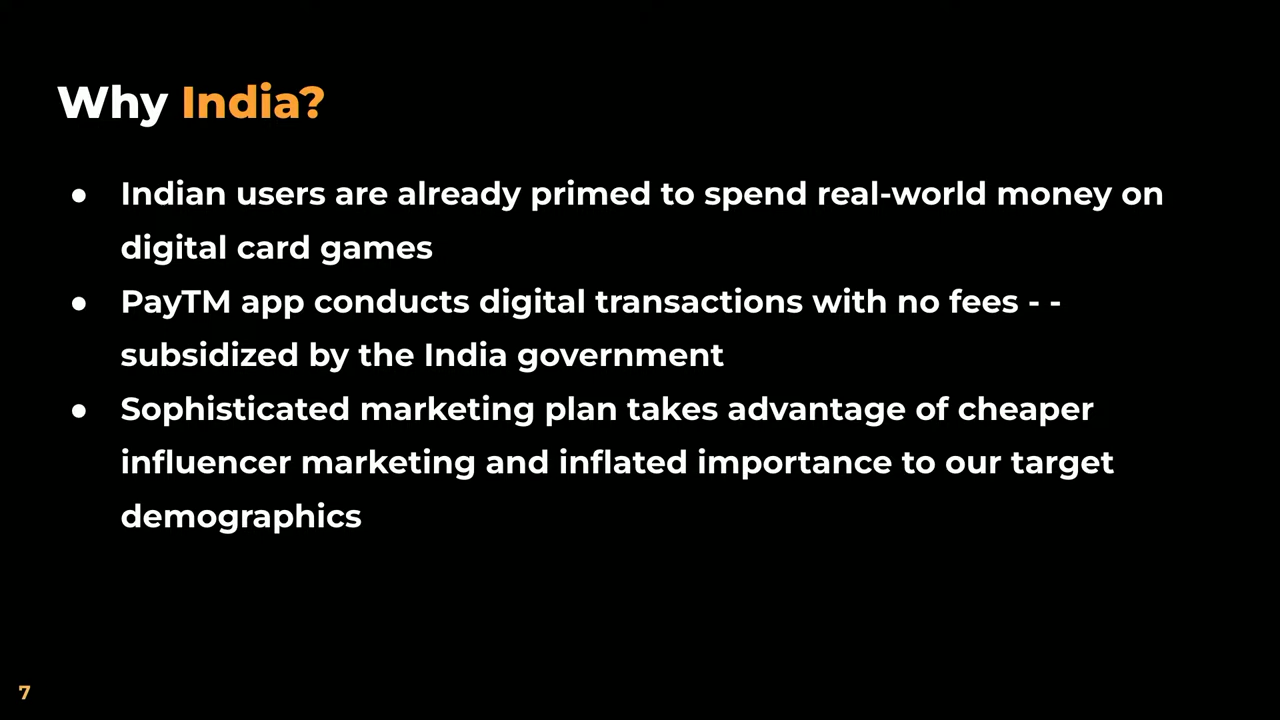 Why India?
● Indian users are already primed to spend real-world money on
digital card games
● PayTM app conducts digital transactions with no fees - -
subsidized by the India government
● Sophisticated marketing plan takes advantage of cheaper
influencer marketing and inflated importance to our target
demographics
7